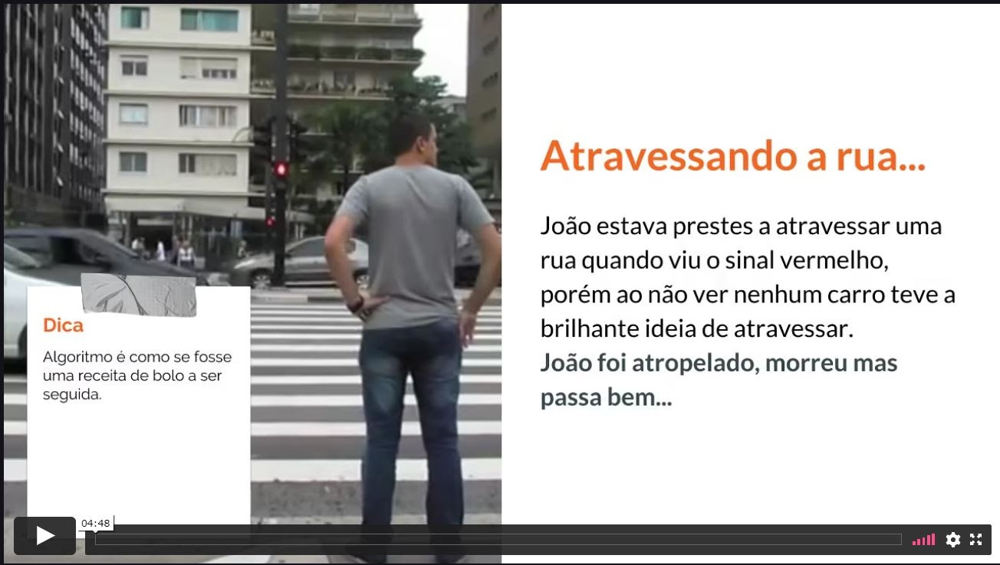 Atravessando a rua...
João estava prestes a atravessar uma
rua quando viu o sinal vermelho,
porém ao não ver nenhum carro teve a
brilhante ideia de atravessar.
João foi atropelado, morreu mas
passa bem...
Dica
Algoritmo é como se fosse
uma receita de bolo a ser
seguida.
04:48